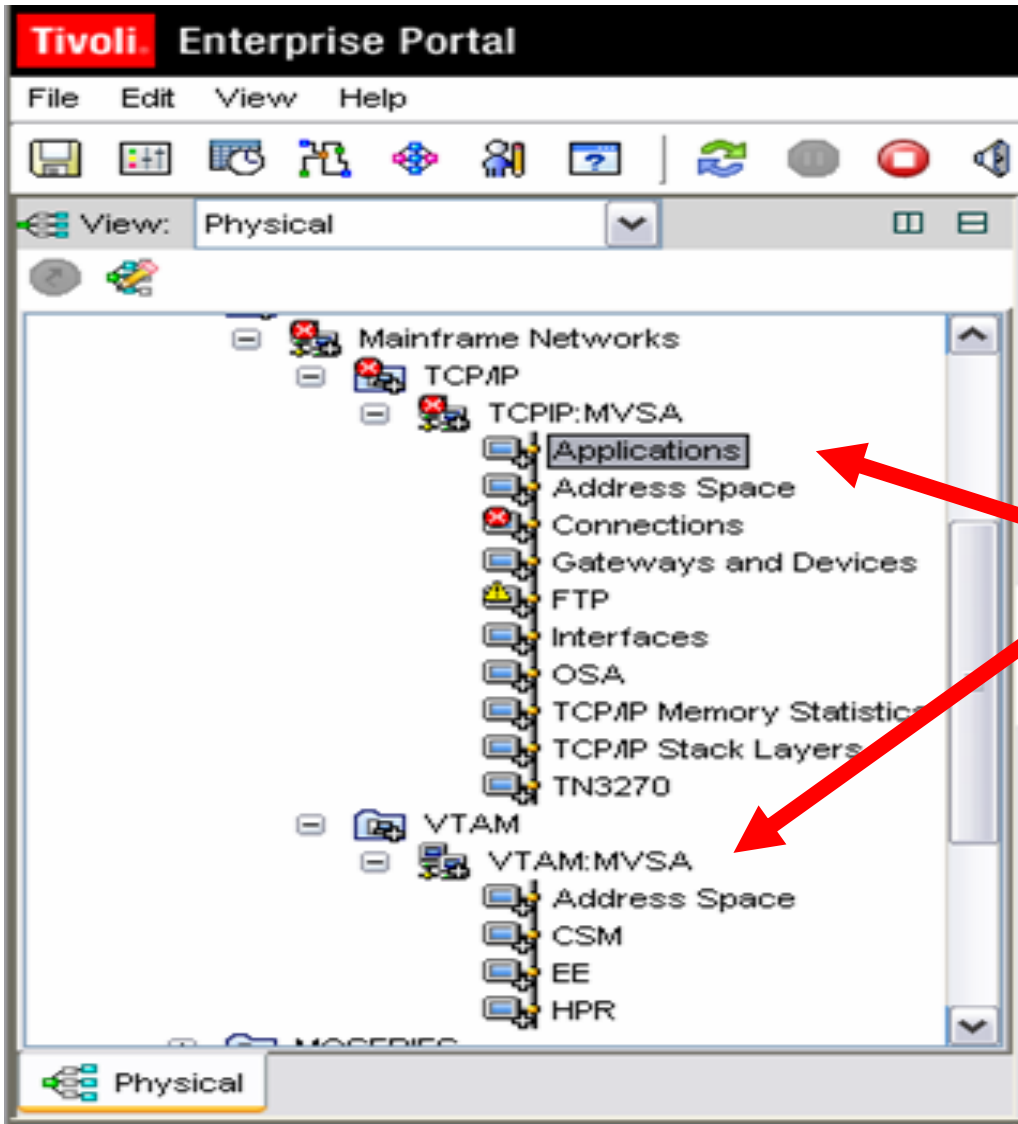 Tivoli. Enterprise Portal
File Edit View Help
View: Physical
Mainframe Networks
TCP/IP
TCPIP:MVSA
Applications
Address Space
Connections
Gateways and Devices
FTP
Interfaces
OSA
TCP/IP Memory Statistics
TCP/IP Stack Layers
TN3270
VTAM
VTAM:MVSA
Address Space
CSM
EE
HPR
Physical